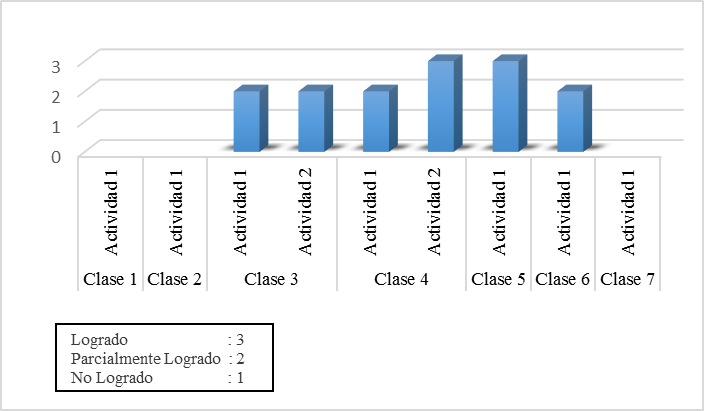 3
2
1
0
Actividad 1
Actividad 1
Actividad 1
Actividad 2
Actividad 1
Actividad 2
Actividad 1
Actividad 1
Actividad 1
Clase 1 Clase 2 Clase 3 Clase 4 Clase 5 Clase 6 Clase 7
Logrado : 3
Parcialmente Logrado : 2
No Logrado : 1